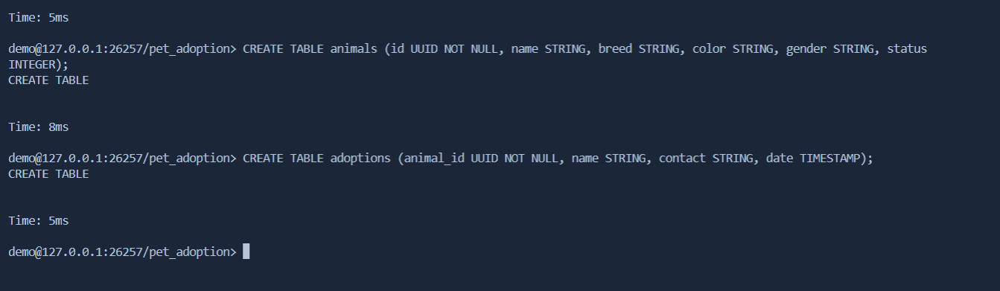 Time: 5ms
demo@127.0.0.1:26257/pet_adoption> CREATE TABLE animals (id UUID NOT NULL, name STRING, breed STRING, color STRING, gender STRING, status
INTEGER);
CREATE TABLE
Time: 8ms
demo@127.0.0.1:26257/pet_adoption> CREATE TABLE adoptions (animal_id UUID NOT NULL, name STRING, contact STRING, date TIMESTAMP);
CREATE TABLE
Time: 5ms
demo@127.0.0.1:26257/pet_adoption>